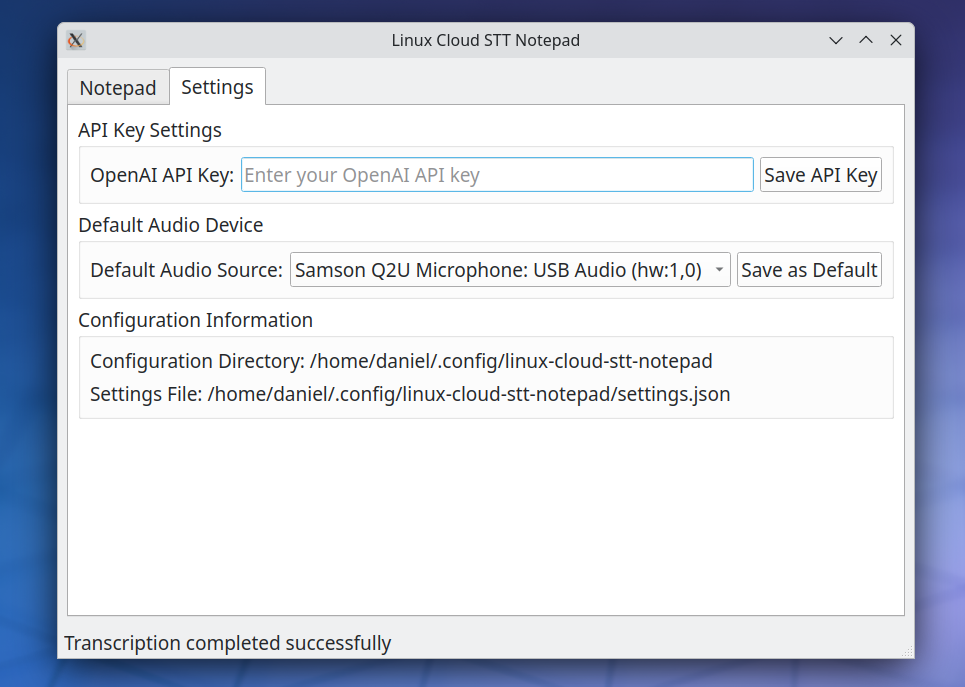 Linux Cloud STT Notepad
Notepad Settings
API Key Settings
OpenAI API Key: Enter your OpenAI API key Save API Key
Default Audio Device
Default Audio Source: Samson Q2U Microphone: USB Audio (hw:1,0) Save as Default
Configuration Information
Configuration Directory: /home/daniel/.config/linux-cloud-stt-notepad
Settings File: /home/daniel/.config/linux-cloud-stt-notepad/settings.json
Transcription completed successfully